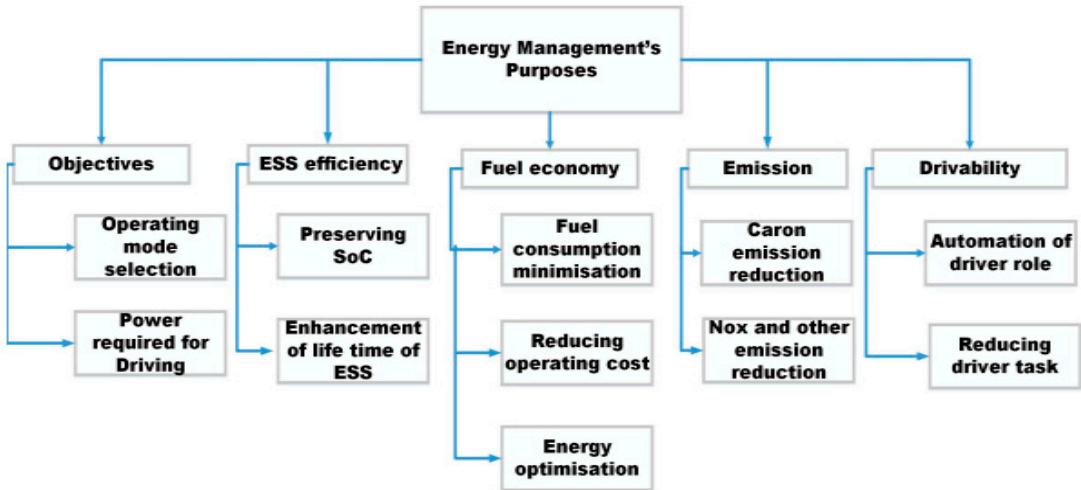 Energy Management's
Purposes
Objectives
ESS efficiency
Fuel economy
Emission
Drivability
Operating
mode
selection
Power
required for
Driving
Preserving
SoC
Enhancement
of life time of
ESS
Fuel
consumption
minimisation
Reducing
operating cost
Energy
optimisation
Caron
emission
reduction
Nox and other
emission
reduction
Automation of
driver role
Reducing
driver task